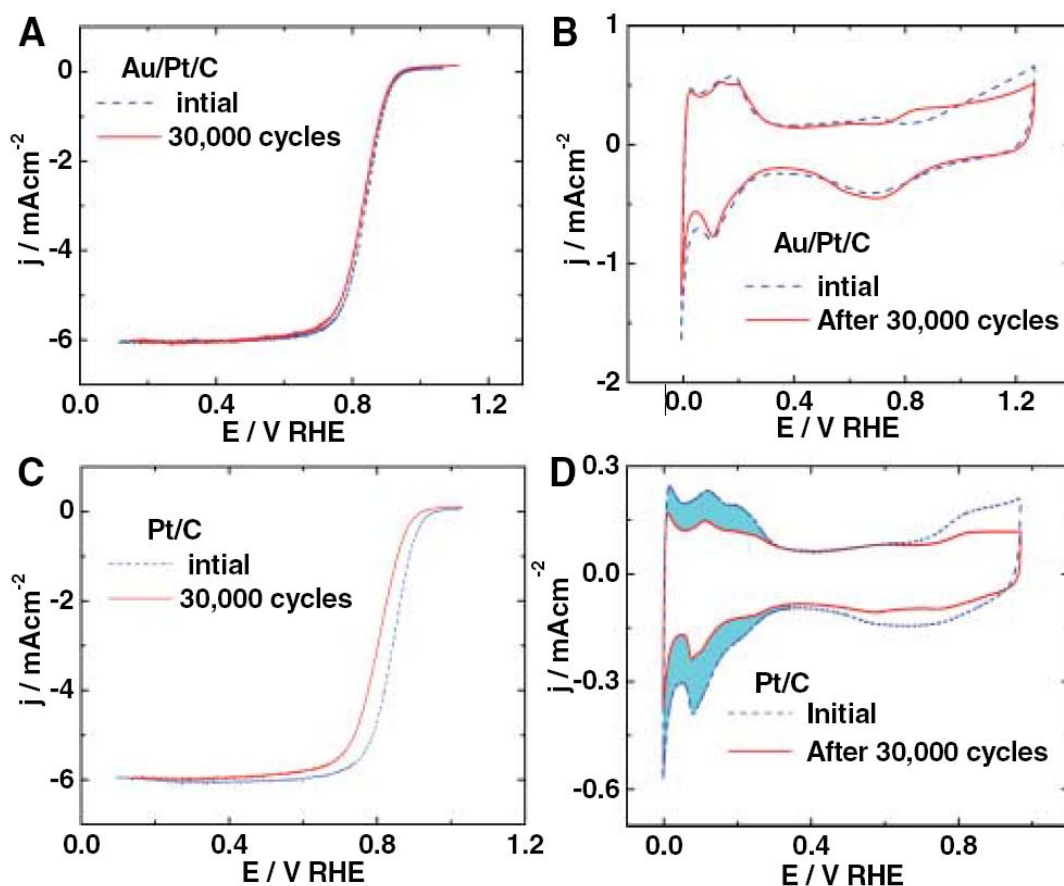 A
Au/Pt/C
intial
30,000 cycles
j / mAcm-2
0
-2
-4
-6
0.0 0.4 0.8 1.2
E / V RHE
B
Au/Pt/C
intial
After 30,000 cycles
j / mAcm-2
1
0
-1
-2
0.0 0.4 0.8 1.2
E / V RHE
C
Pt/C
intial
30,000 cycles
j / mAcm-2
0
-2
-4
-6
0.0 0.4 0.8 1.2
E / V RHE
D
Pt/C
Initial
After 30,000 cycles
j / mAcm-2
0.3
0.0
-0.3
-0.6
0.0 0.4 0.8
E / V RHE